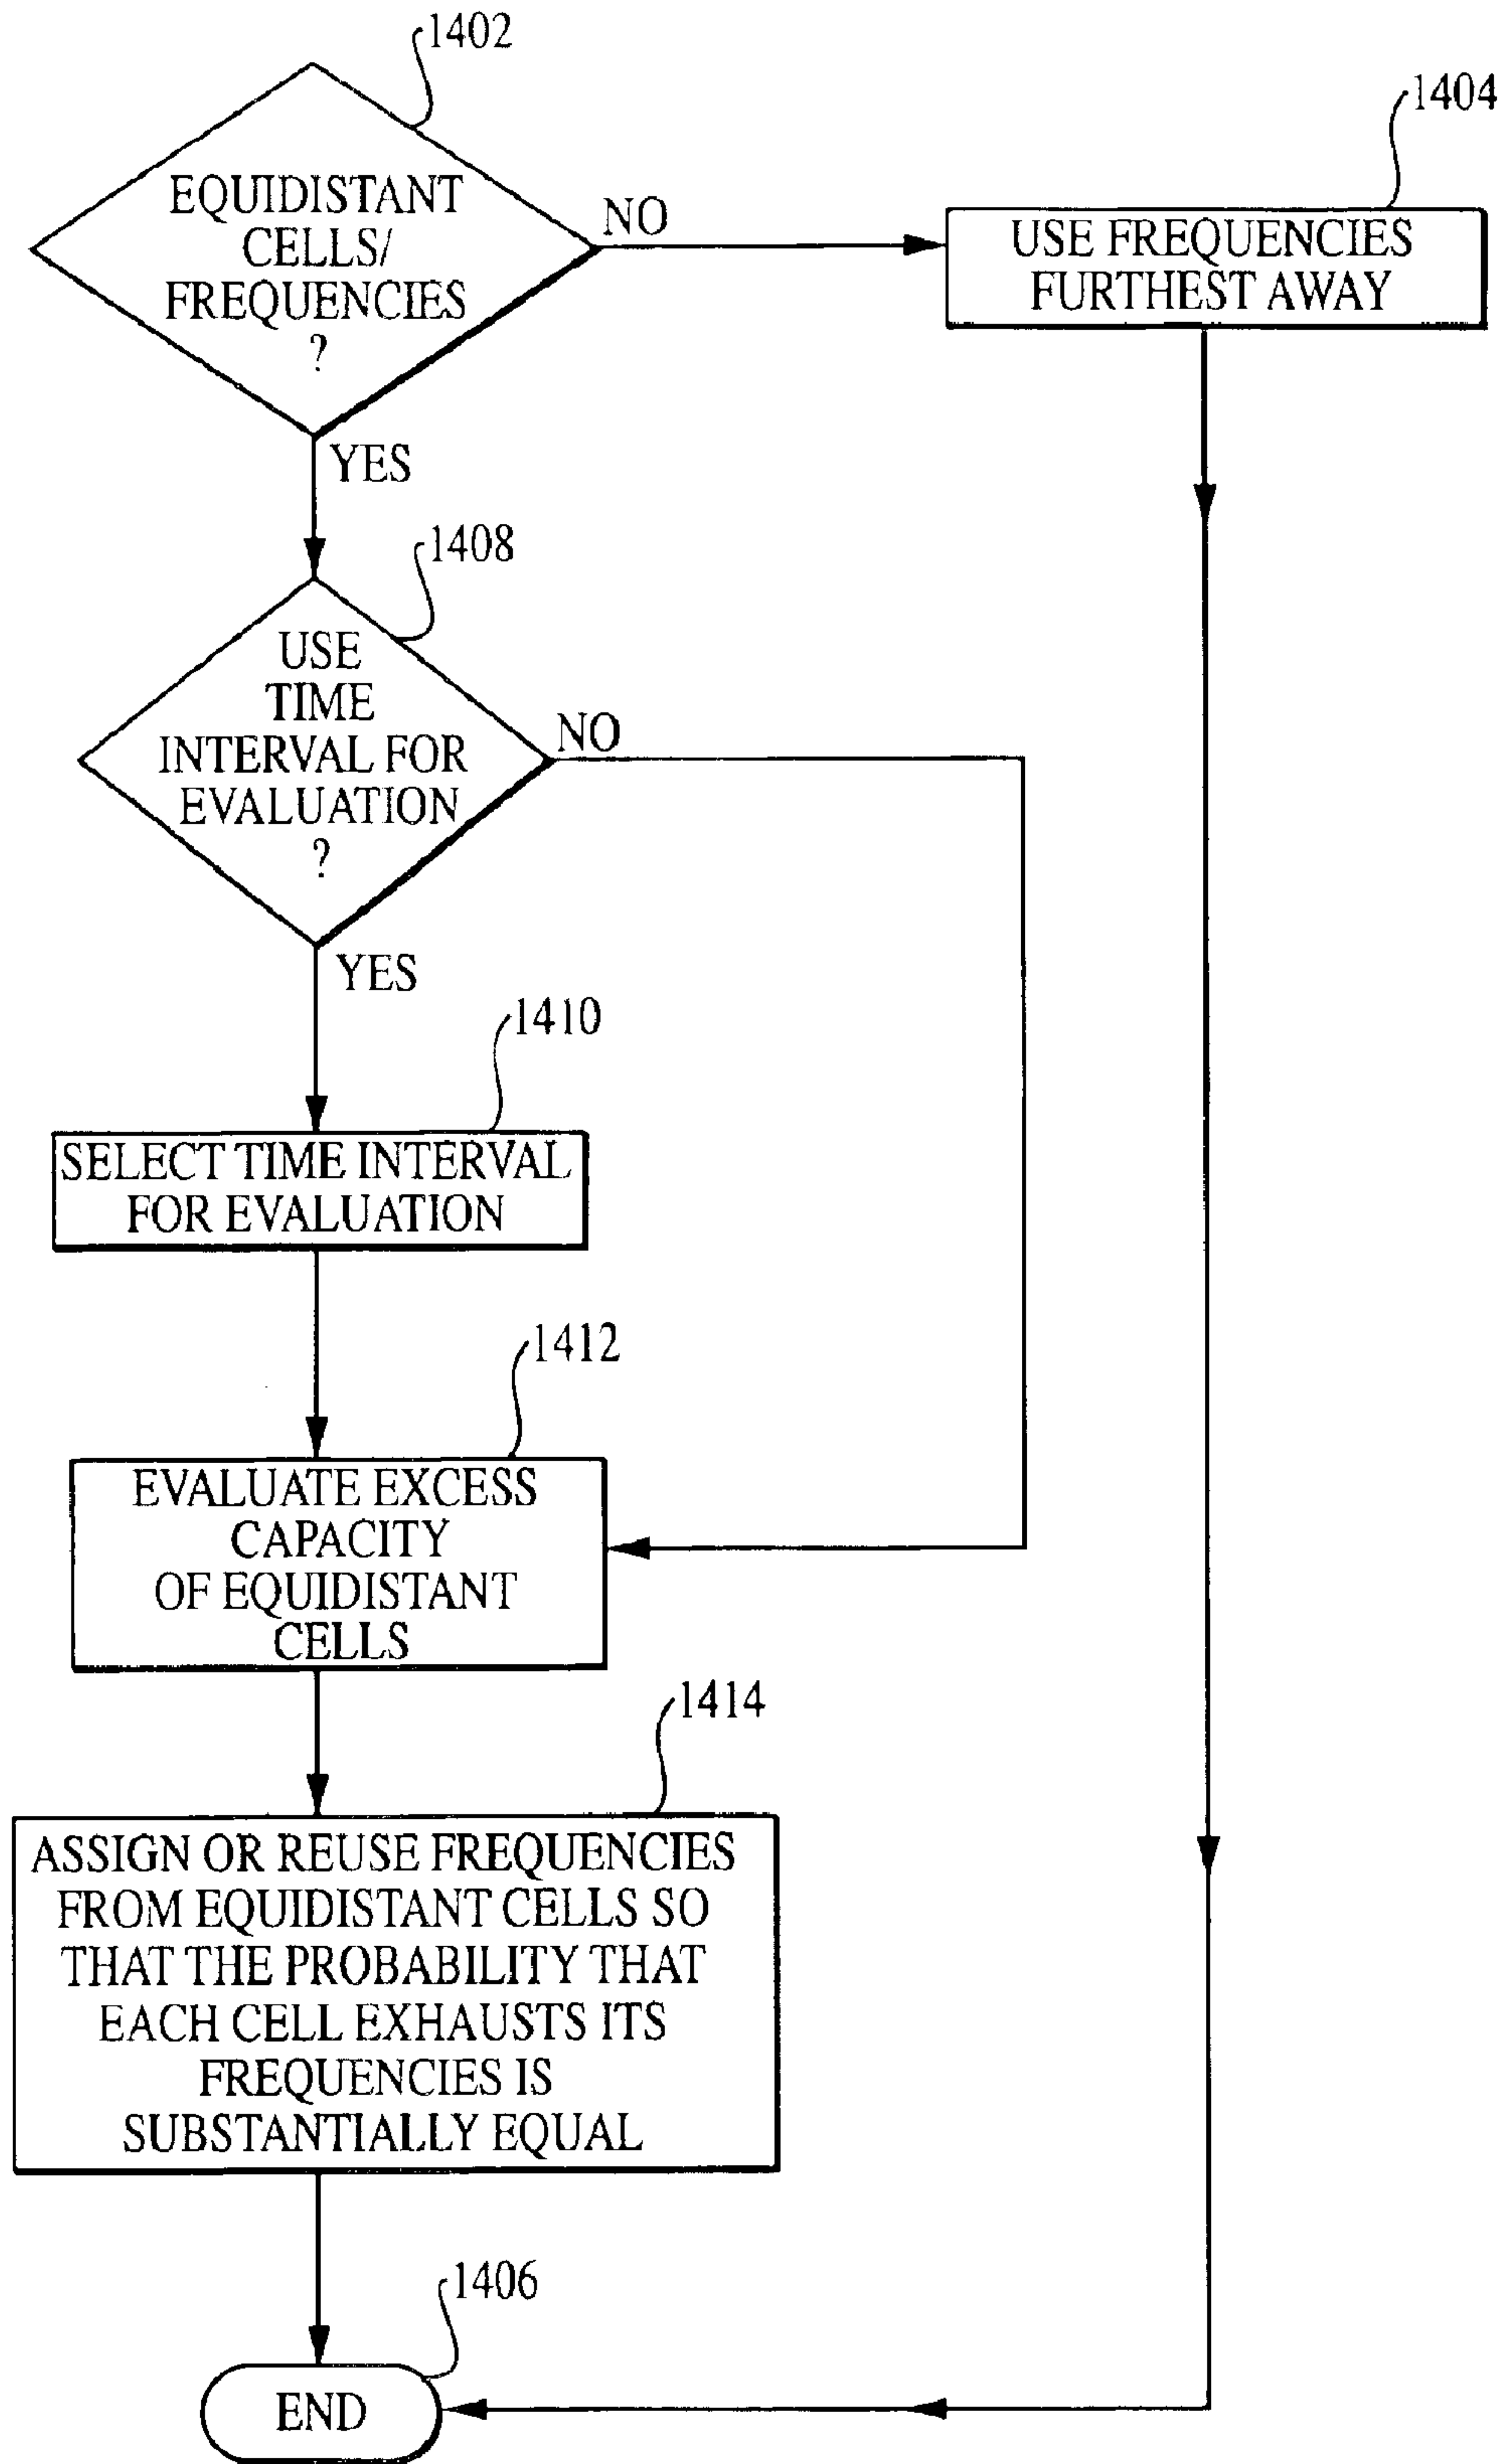 1402
EQUIDISTANT
CELLS/
FREQUENCIES
?
NO
1404
USE FREQUENCIES
FURTHEST AWAY
YES
1408
USE
TIME
INTERVAL FOR
EVALUATION
?
NO
YES
1410
SELECT TIME INTERVAL
FOR EVALUATION
1412
EVALUATE EXCESS
CAPACITY
OF EQUIDISTANT
CELLS
1414
ASSIGN OR REUSE FREQUENCIES
FROM EQUIDISTANT CELLS SO
THAT THE PROBABILITY THAT
EACH CELL EXHAUSTS ITS
FREQUENCIES IS
SUBSTANTIALLY EQUAL
1406
END